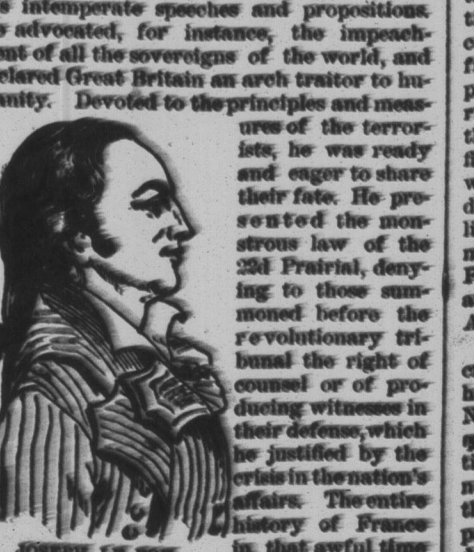 s intemperate speeches and propositions.
advocated, for instance, the impeach-
ent of all the sovereigns of the world, and
clared Great Britain an arch traitor to hu-
anity. Devoted to the principles and meas-
ures of the terror-
ists, he was ready
and eager to share
their fate. He pre-
sented the mon-
strous law of the
22d Prairial, deny-
ing to those sum-
moned before the
revolutionary tri-
bunal the right of
counsel or of pro-
ducing witnesses in
their defense, which
he justified by the
crisis in the nation's
affairs. The entire
history of France
in that awful time